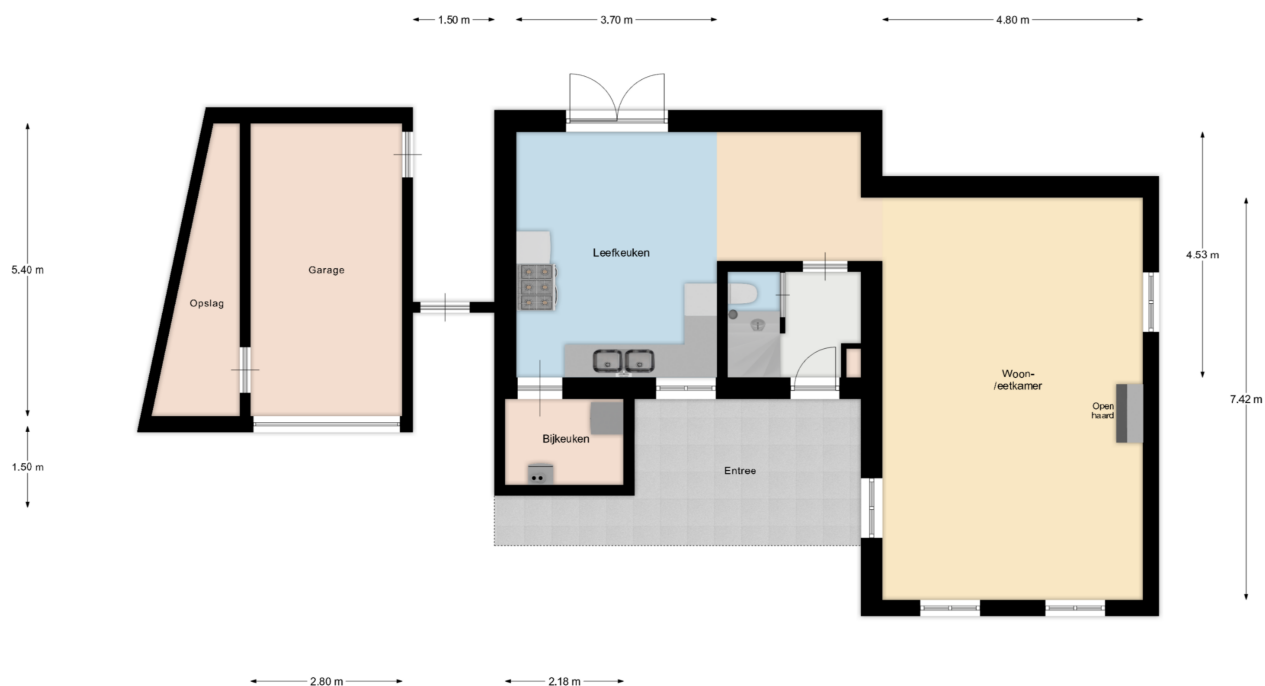 1.50 m
3.70 m
4.80 m
Leefkeuken
4.53 m
5.40 m
Garage
Opslag
Woon-
/eetkamer
7.42 m
Open
haard
Bijkeuken
1.50 m
Entree
2.80 m
2.18 m